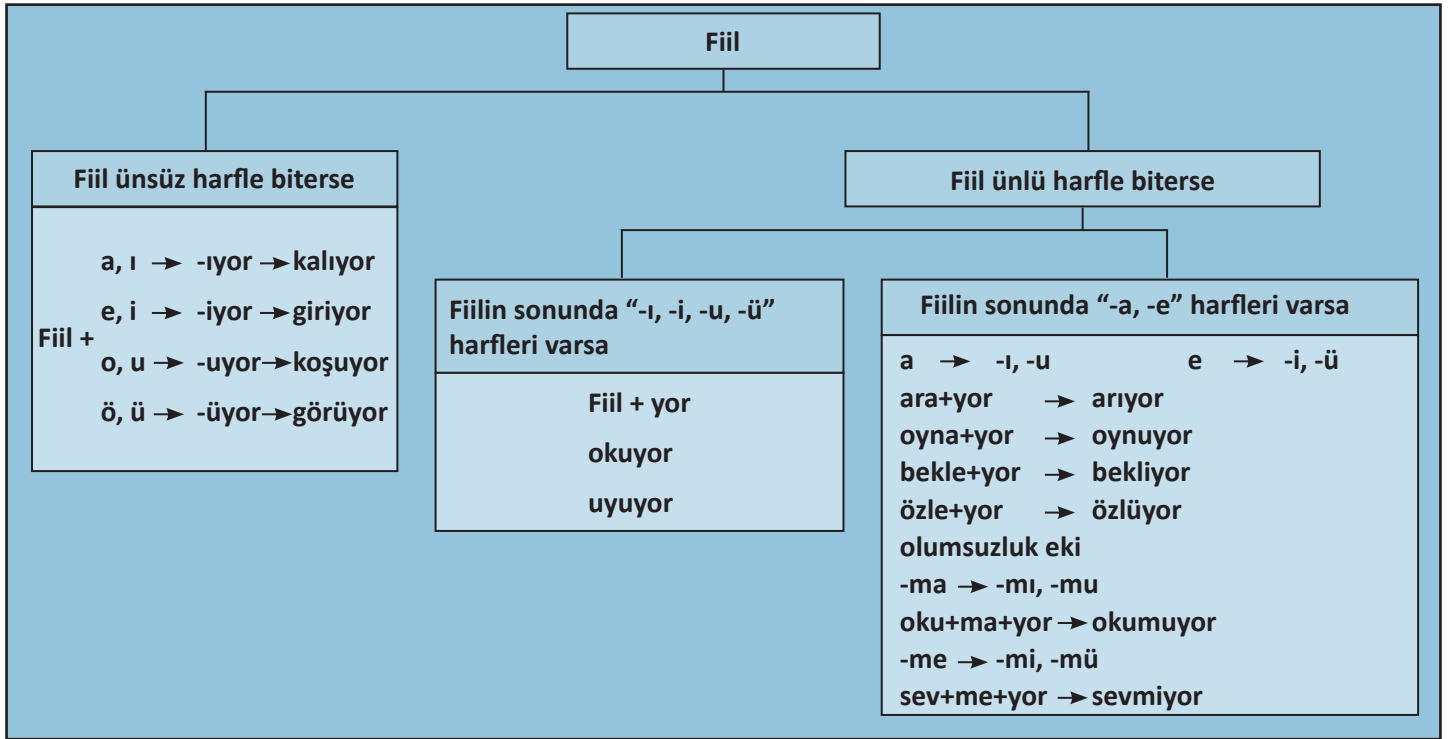 Fiil
Fiil ünsüz harfle biterse
Fiil +
a, ı → -ıyor → kalıyor
e, i → -iyor → giriyor
o, u → -uyor → koşuyor
ö, ü → -üyor → görüyor
Fiil ünlü harfle biterse
Fiilin sonunda “-ı, -i, -u, -ü”
harfleri varsa
Fiil + yor
okuyor
uyuyor
Fiilin sonunda “-a, -e” harfleri varsa
a → -ı, -u e → -i, -ü
ara+yor → arıyor
oyna+yor → oynuyor
bekle+yor → bekliyor
özle+yor → özlüyor
olumsuzluk eki
-ma → -mı, -mu
oku+ma+yor → okumuyor
-me → -mi, -mü
sev+me+yor → sevmiyor